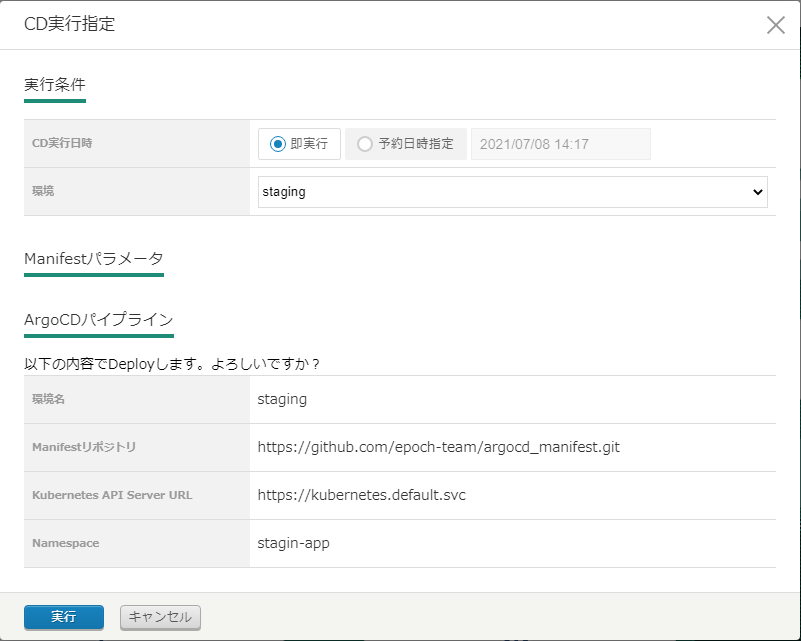 CD実行指定
実行条件
CD実行日時
即実行
予約日時指定
2021/07/08 14:17
環境
staging
Manifestパラメータ
ArgoCDパイプライン
以下の内容でDeployします。よろしいですか？
環境名
staging
Manifestリポジトリ
https://github.com/epoch-team/argocd_manifest.git
Kubernetes API Server URL
https://kubernetes.default.svc
Namespace
stagin-app
実行
キャンセル